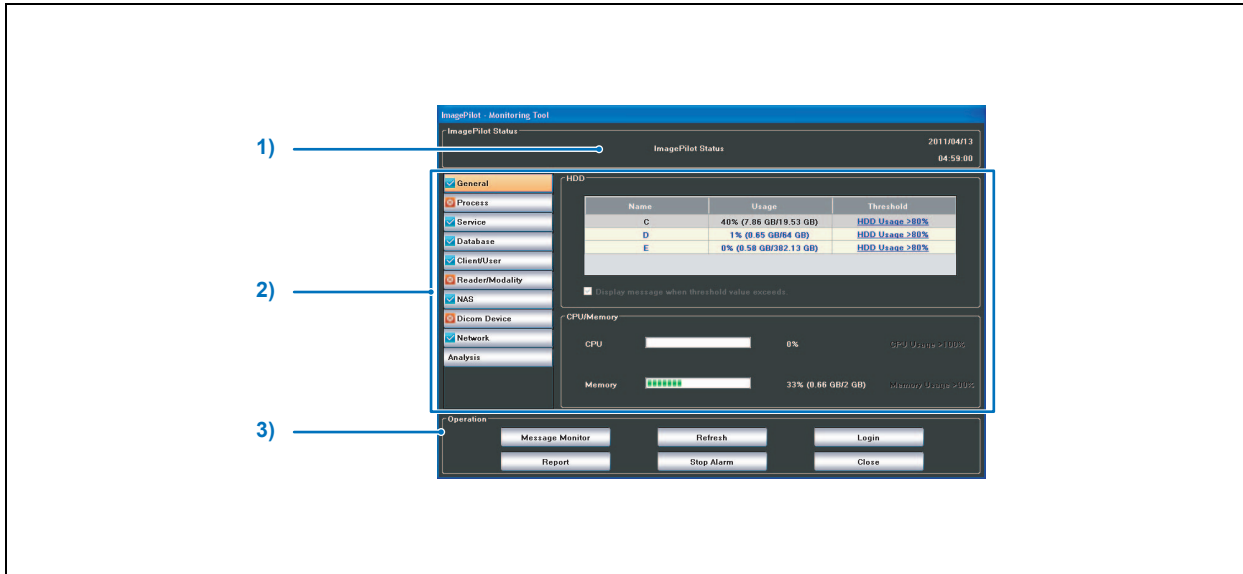 ImagePilot - Monitoring Tool
ImagePilot Status
1)
ImagePilot Status
2011/04/13
04:59:00
2)
General
Process
Service
Database
Client/User
Reader/Modality
NAS
Dicom Device
Network
Analysis
HDD
Name Usage Threshold
C 40% (7.86 GB/19.53 GB) HDD Usage >80%
D 1% (0.65 GB/64 GB) HDD Usage >80%
E 0% (0.58 GB/382.13 GB) HDD Usage >80%
Display message when threshold value exceeds.
CPU/Memory
CPU 0% CPU Usage >100%
Memory 33% (0.66 GB/2 GB) Memory Usage
3)
Operation
Message Monitor Refresh Login
Report Stop Alarm Close